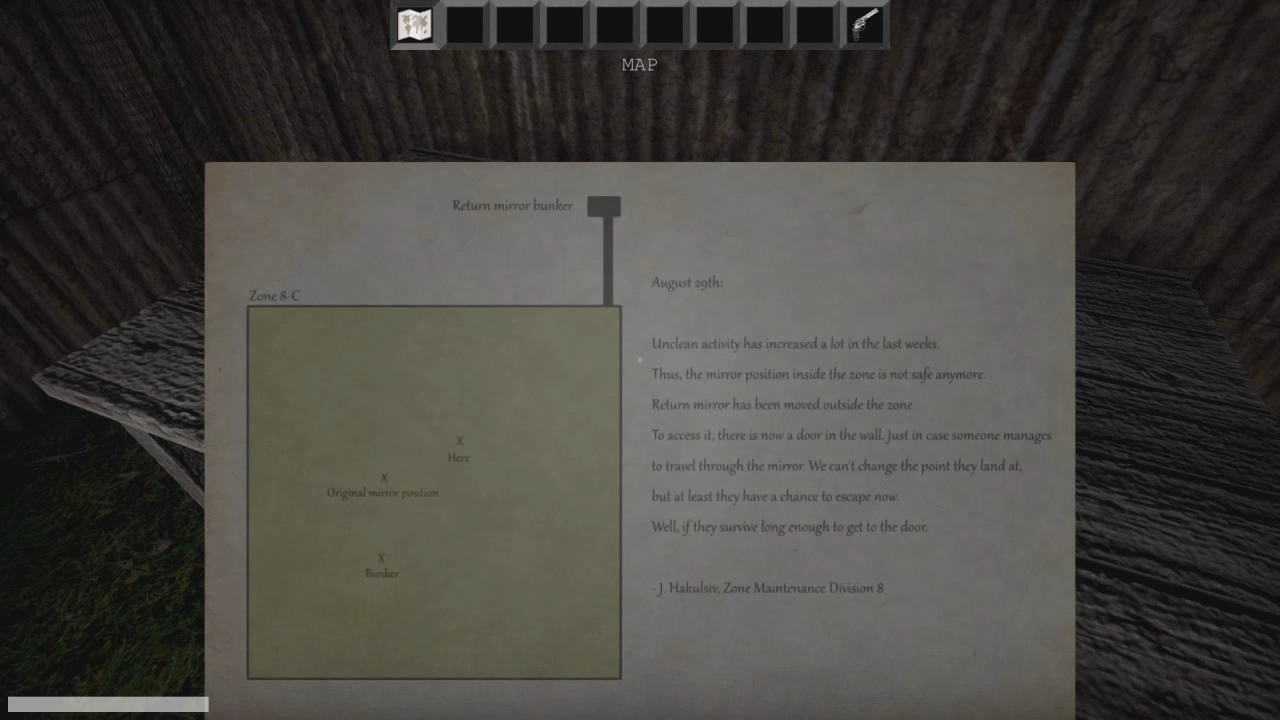 MAP
Return mirror bunker
Zone 8-C
X
Here
X
Original mirror position
X
Bunker
August 29th:
Unclean activity has increased a lot in the last weeks.
Thus, the mirror position inside the zone is not safe anymore.
Return mirror has been moved outside the zone.
To access it, there is now a door in the wall. Just in case someone manages
to travel through the mirror. We can't change the point they land at,
but at least they have a chance to escape now.
Well, if they survive long enough to get to the door.
- J. Hakulsiv, Zone Maintenance Division 8